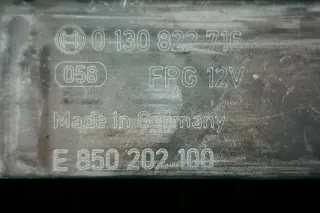 0 130 822 716
058 FPG 12V
Made in Germany
E 850 202 100